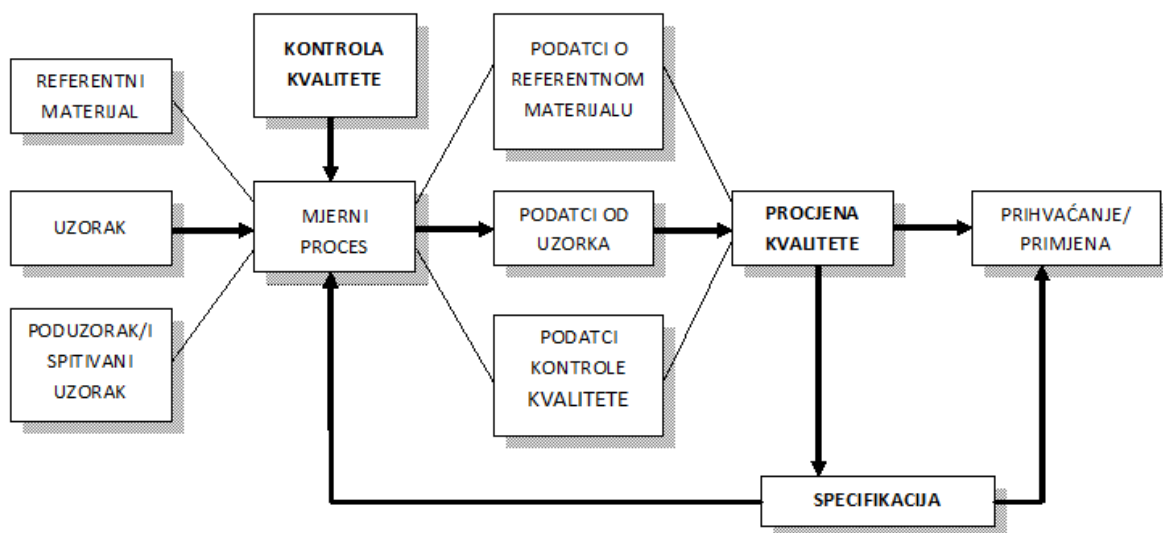 REFERENTNI
MATERIJAL
KONTROLA
KVALITETE
PODATCI O
REFERENTNOM
MATERIJALU
UZORAK
MJERNI
PROCES
PODATCI OD
UZORKA
PROCJENA
KVALITETE
PRIHVAĆANJE/
PRIMJENA
PODUZORAK/I
SPITIVANI
UZORAK
PODATCI
KONTROLE
KVALITETE
SPECIFIKACIJA